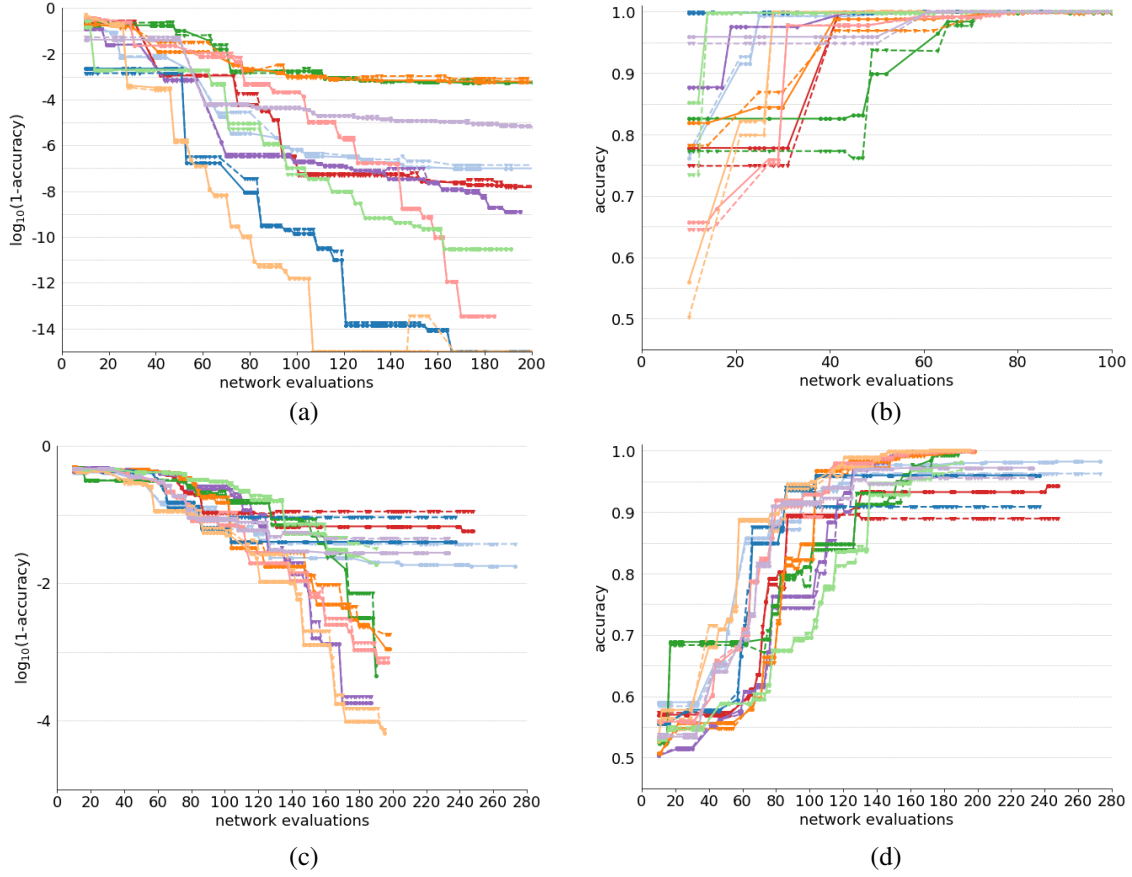 0
-2
-4
-6
-8
-10
-12
-14
log₁₀(1-accuracy)
0 20 40 60 80 100 120 140 160 180 200
network evaluations
(a)
1.0
0.9
0.8
0.7
0.6
0.5
accuracy
0 20 40 60 80 100
network evaluations
(b)
0
-2
-4
log₁₀(1-accuracy)
0 20 40 60 80 100 120 140 160 180 200 220 240 260 280
network evaluations
(c)
1.0
0.9
0.8
0.7
0.6
0.5
accuracy
0 20 40 60 80 100 120 140 160 180 200 220 240 260 280
network evaluations
(d)